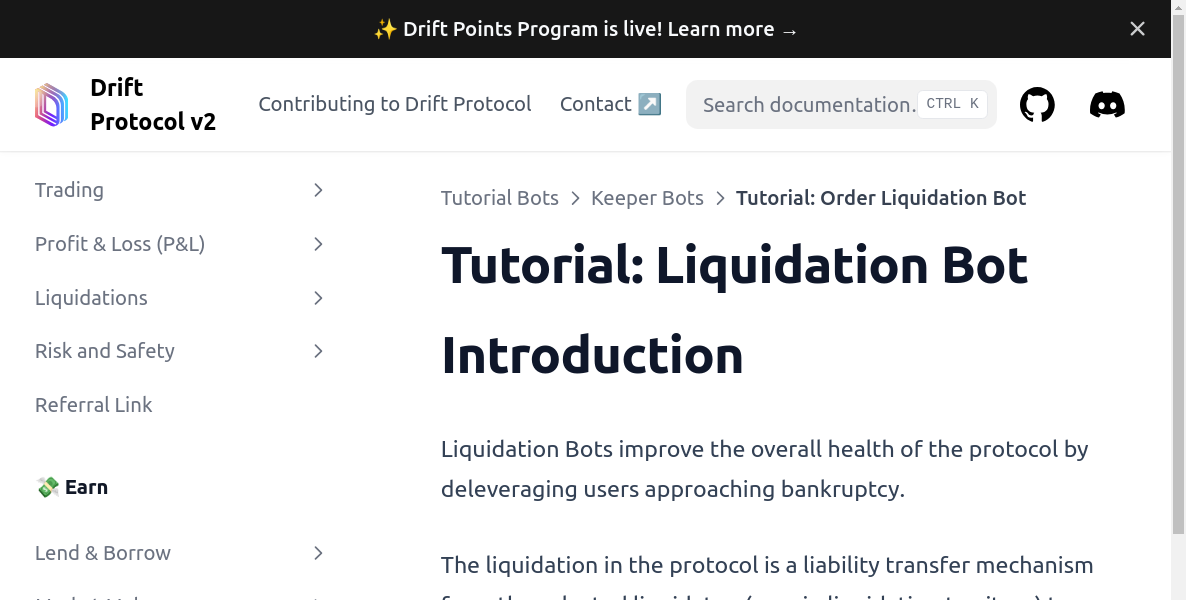 ✨ Drift Points Program is live! Learn more →
Drift
Protocol v2
Contributing to Drift Protocol
Contact ↗️
Search documentation.
CTRL K
Trading
Profit & Loss (P&L)
Liquidations
Risk and Safety
Referral Link
💸 Earn
Lend & Borrow
Tutorial Bots > Keeper Bots > Tutorial: Order Liquidation Bot
Tutorial: Liquidation Bot
Introduction
Liquidation Bots improve the overall health of the protocol by
deleveraging users approaching bankruptcy.
The liquidation in the protocol is a liability transfer mechanism